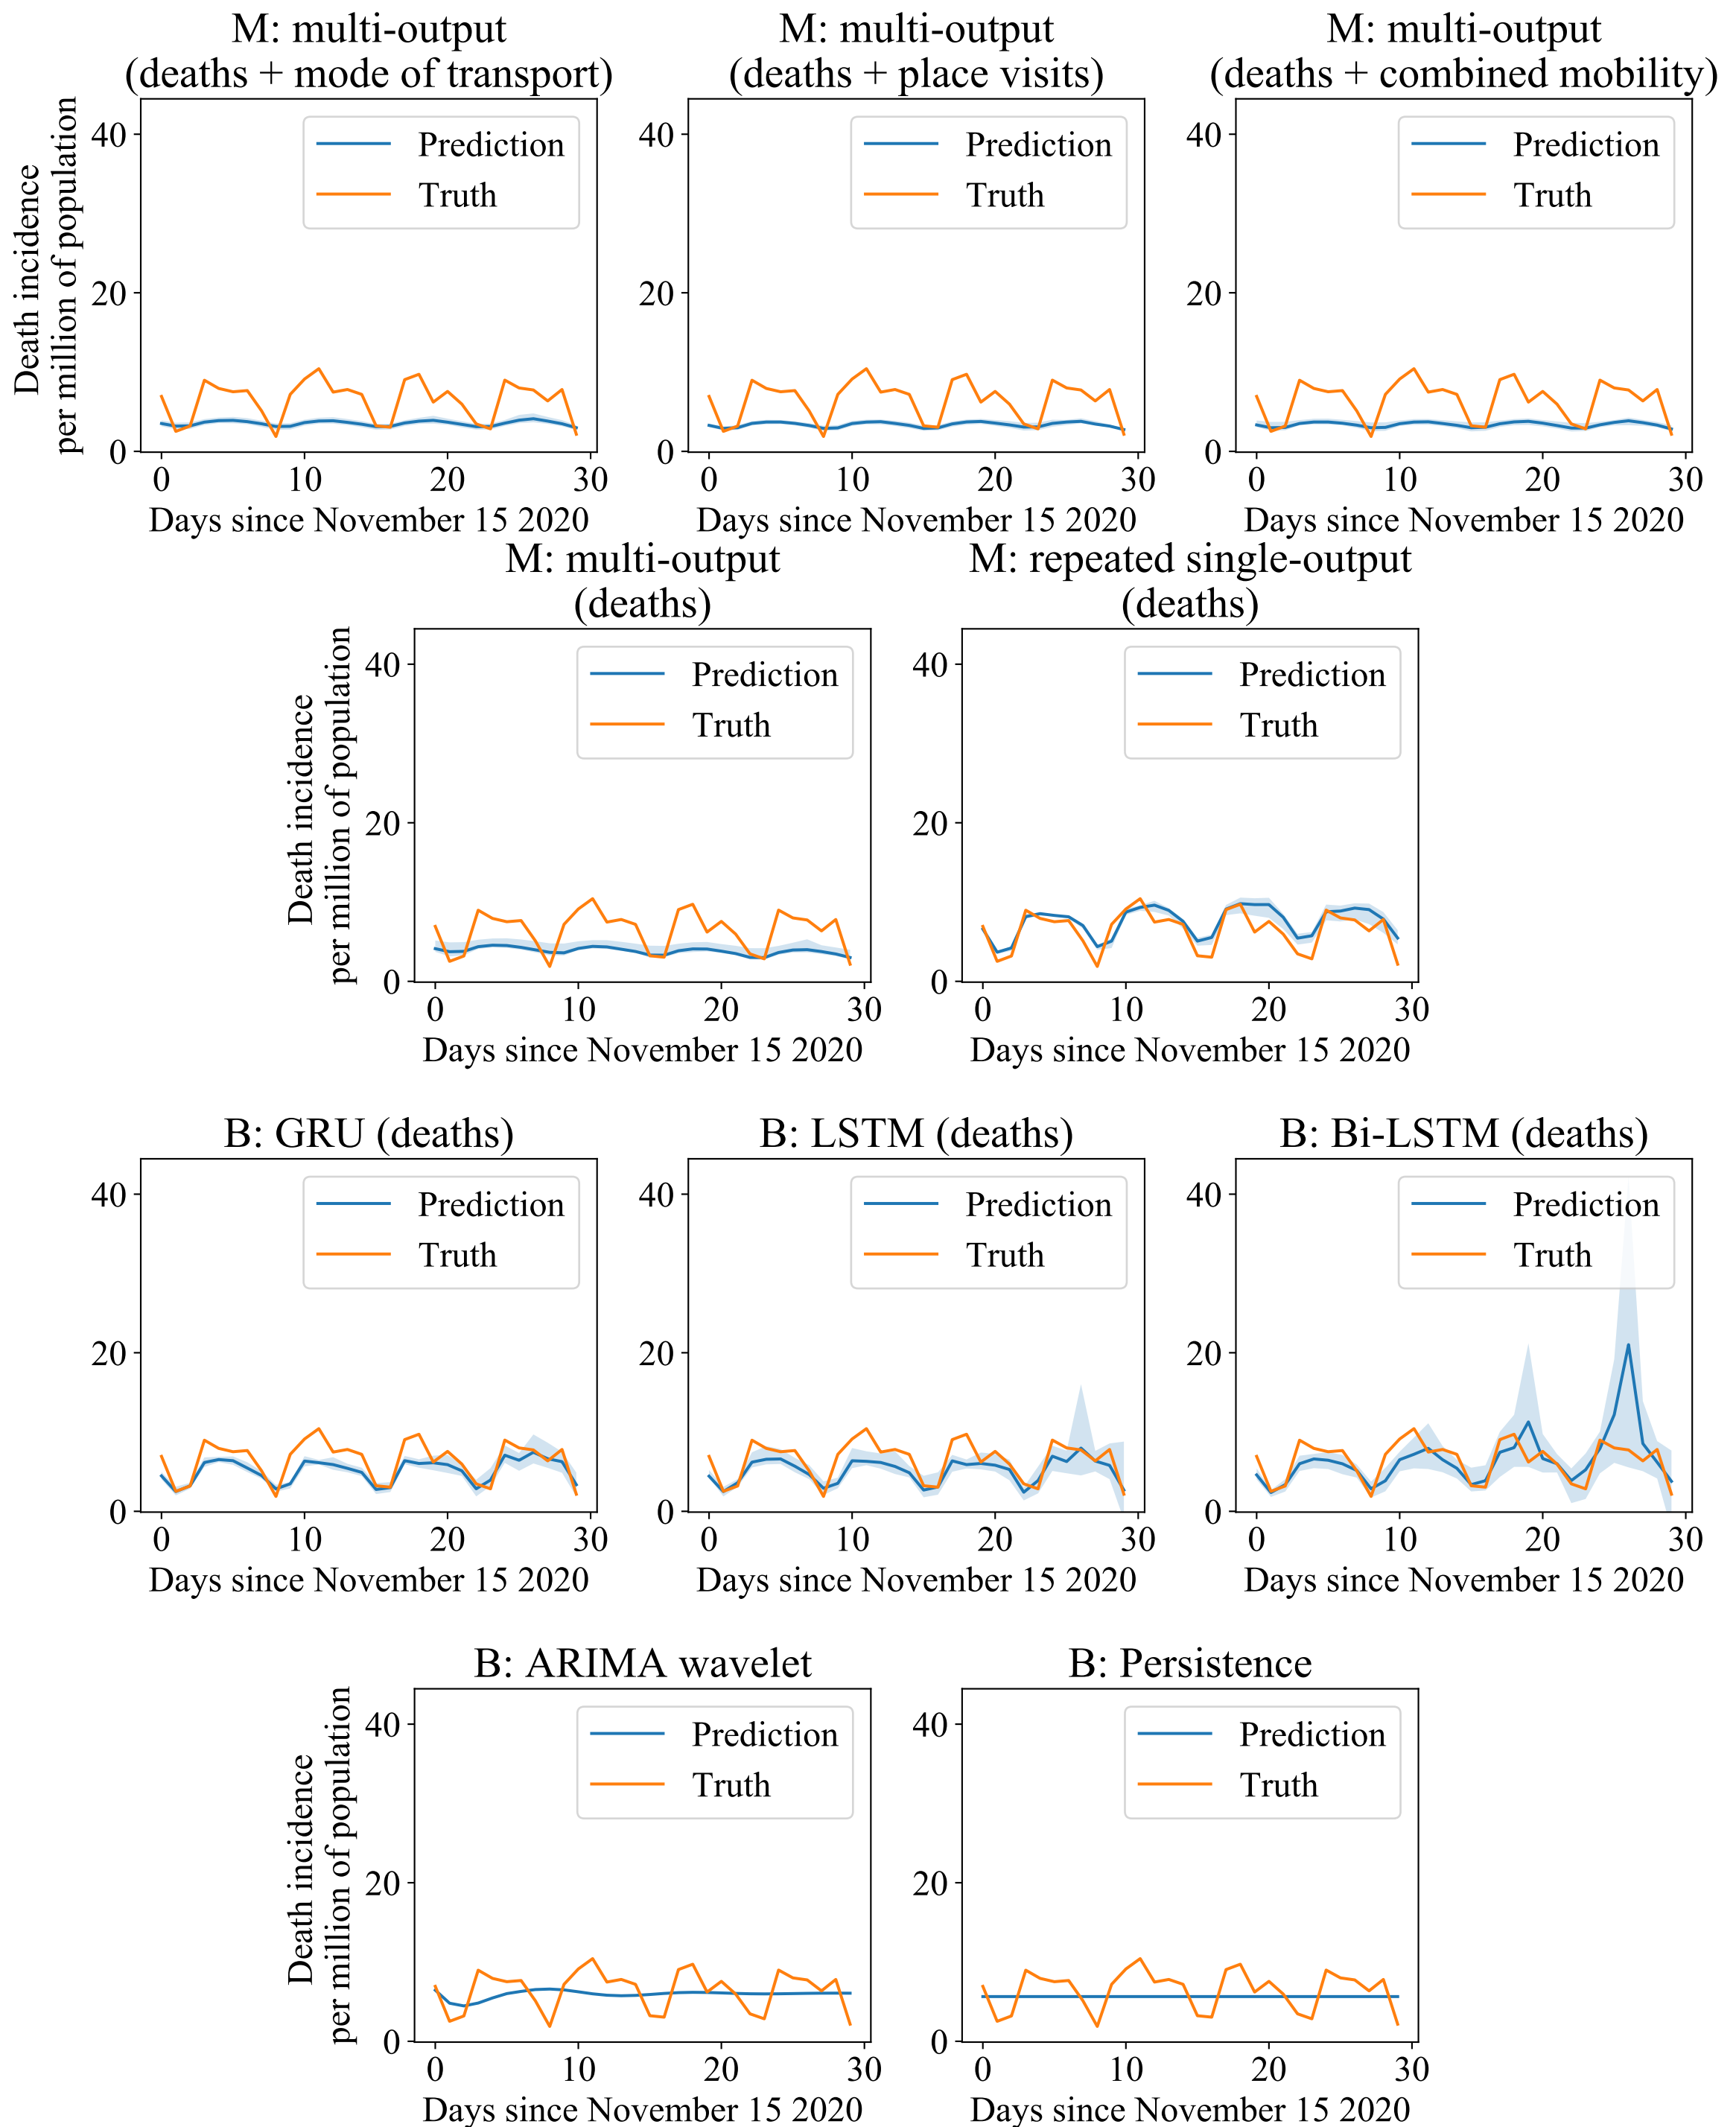 M: multi-output
(deaths + mode of transport)
M: multi-output
(deaths + place visits)
M: multi-output
(deaths + combined mobility)
Death incidence
per million of population
40
20
0
Prediction
Truth
0 10 20 30
Days since November 15 2020
40
20
0
Prediction
Truth
0 10 20 30
Days since November 15 2020
40
20
0
Prediction
Truth
0 10 20 30
Days since November 15 2020
M: multi-output
(deaths)
Death incidence
per million of population
40
20
0
Prediction
Truth
0 10 20 30
Days since November 15 2020
M: repeated single-output
(deaths)
40
20
0
Prediction
Truth
0 10 20 30
Days since November 15 2020
B: GRU (deaths)
40
20
0
Prediction
Truth
0 10 20 30
Days since November 15 2020
B: LSTM (deaths)
40
20
0
Prediction
Truth
0 10 20 30
Days since November 15 2020
B: Bi-LSTM (deaths)
40
20
0
Prediction
Truth
0 10 20 30
Days since November 15 2020
B: ARIMA wavelet
Death incidence
per million of population
40
20
0
Prediction
Truth
0 10 20 30
Days since November 15 2020
B: Persistence
40
20
0
Prediction
Truth
0 10 20 30
Days since November 15 2020